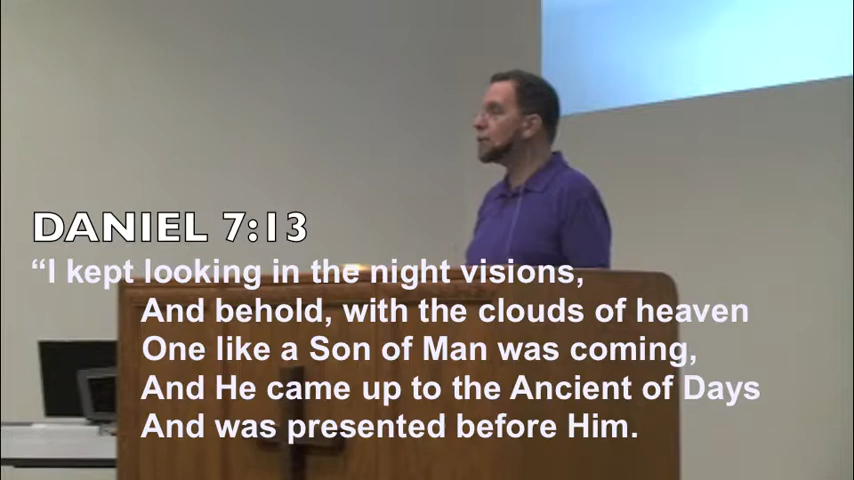 DANIEL 7:13
“I kept looking in the night visions,
And behold, with the clouds of heaven
One like a Son of Man was coming,
And He came up to the Ancient of Days
And was presented before Him.